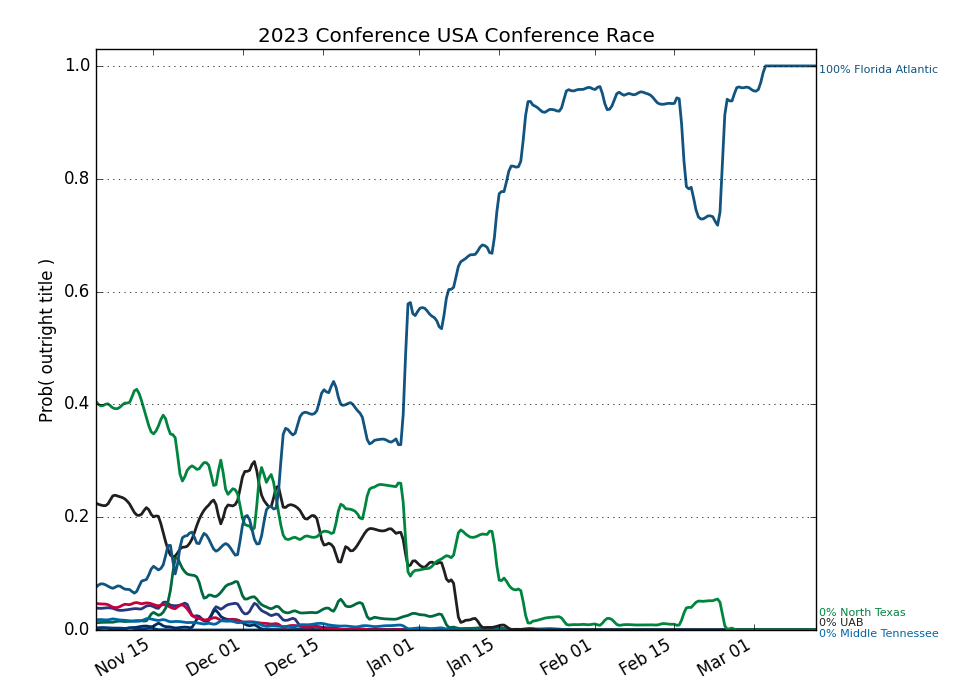 2023 Conference USA Conference Race
1.0
100% Florida Atlantic
0.8
0.6
Prob( outright title )
0.4
0.2
0% North Texas
0% UAB
0.0
0% Middle Tennessee
Nov 15
Dec 01
Dec 15
Jan 01
Jan 15
Feb 01
Feb 15
Mar 01